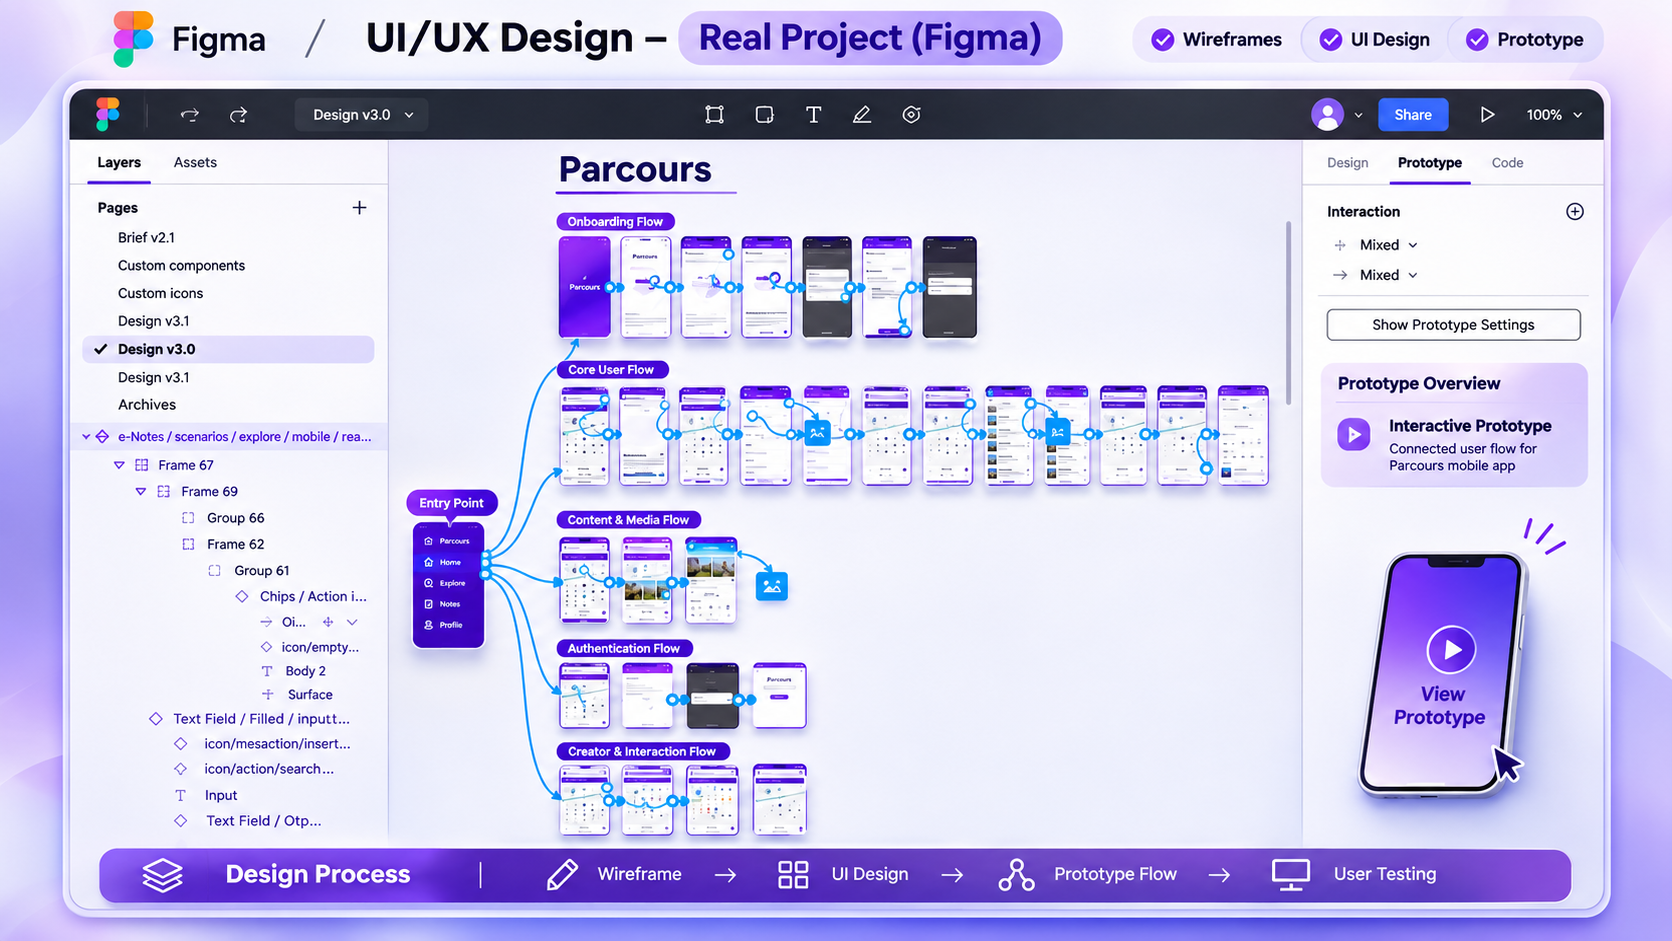 Figma / UI/UX Design – Real Project (Figma)
Wireframes UI Design Prototype
Design v3.0
T
Share
100%
Layers Assets
Pages
Brief v2.1
Custom components
Custom icons
Design v3.1
Design v3.0
Design v3.1
Archives
e-Notes / scenarios / explore / mobile / rea...
Frame 67
Frame 69
Group 66
Frame 62
Group 61
Chips / Action i...
Oi...
icon/empty...
Body 2
Surface
Text Field / Filled / inputt...
icon/mesaction/insert...
icon/action/search...
Input
Text Field / Otp...
Parcours
Onboarding Flow
Parcours
Parcours
Core User Flow
Entry Point
Parcours
Home
Explore
Notes
Profile
Content & Media Flow
Authentication Flow
Parcours
Creator & Interaction Flow
Design Prototype Code
Interaction
Mixed
Mixed
Show Prototype Settings
Prototype Overview
Interactive Prototype
Connected user flow for
Parcours mobile app
View
Prototype
Design Process | Wireframe → UI Design → Prototype Flow → User Testing